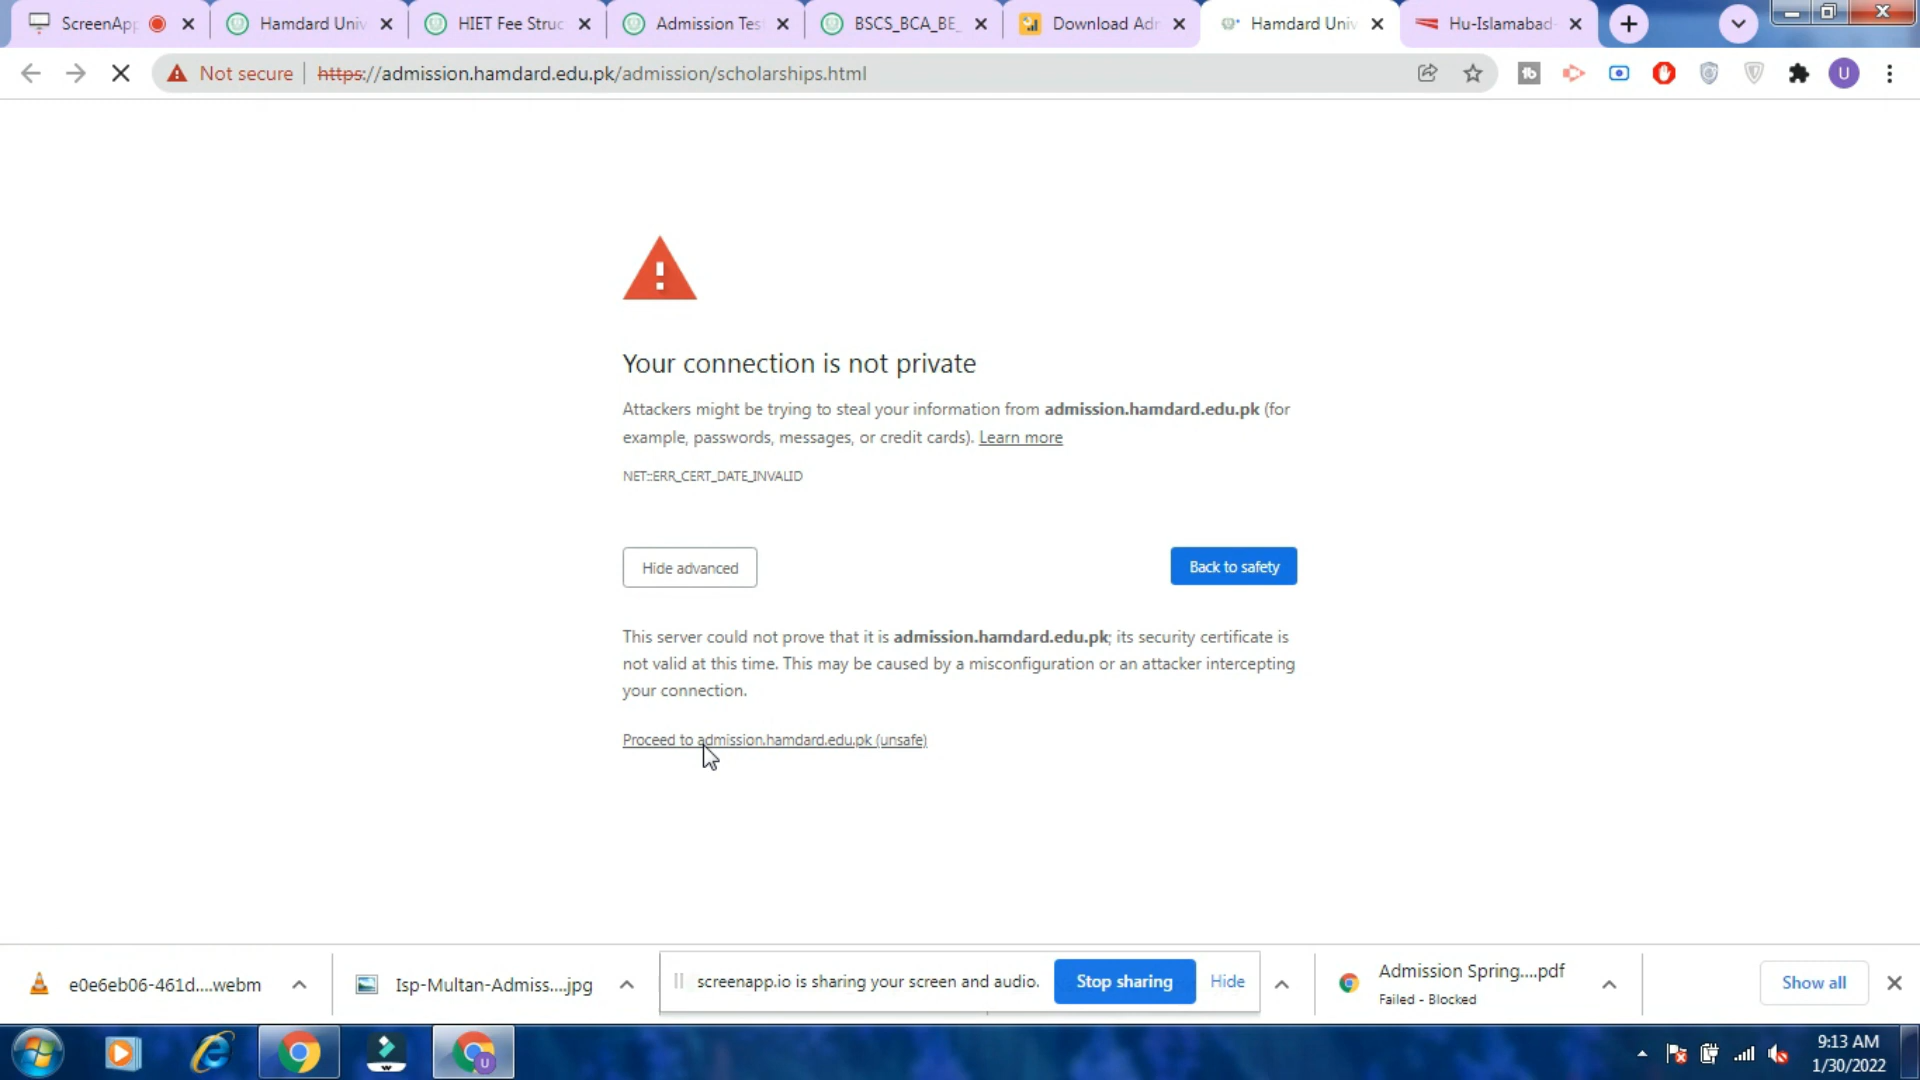 ScreenApp
Hamdard Univ
HIET Fee Struc
Admission Tes
BSCS_BCA_BE_
Download Adm
Hamdard Univ
Hu-Islamabad-
Not secure
https://admission.hamdard.edu.pk/admission/scholarships.html
U
Your connection is not private
Attackers might be trying to steal your information from admission.hamdard.edu.pk (for
example, passwords, messages, or credit cards). Learn more
NET::ERR_CERT_DATE_INVALID
Hide advanced
Back to safety
This server could not prove that it is admission.hamdard.edu.pk; its security certificate is
not valid at this time. This may be caused by a misconfiguration or an attacker intercepting
your connection.
Proceed to admission.hamdard.edu.pk (unsafe)
e0e6eb06-461d....webm
Isp-Multan-Admiss....jpg
screenapp.io is sharing your screen and audio.
Stop sharing
Hide
Admission Spring....pdf
Failed - Blocked
Show all
9:13 AM
1/30/2022